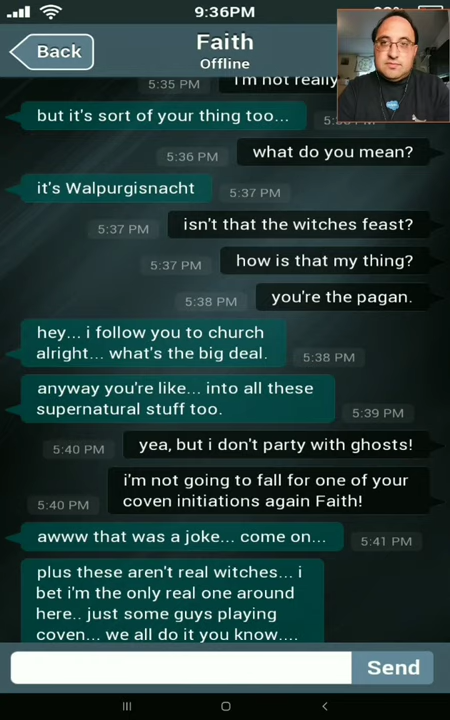 9:36PM
Back
Faith
Offline
5:35 PM
I'm not really
but it's sort of your thing too...
what do you mean?
5:36 PM
it's Walpurgisnacht
5:37 PM
isn't that the witches feast?
5:37 PM
how is that my thing?
5:37 PM
you're the pagan.
5:38 PM
hey... i follow you to church
alright... what's the big deal.
5:38 PM
anyway you're like... into all these
supernatural stuff too.
5:39 PM
yea, but i don't party with ghosts!
5:40 PM
i'm not going to fall for one of your
coven initiations again Faith!
5:40 PM
awww that was a joke... come on...
5:41 PM
plus these aren't real witches... i
bet i'm the only real one around
here.. just some guys playing
coven... we all do it you know....
Send